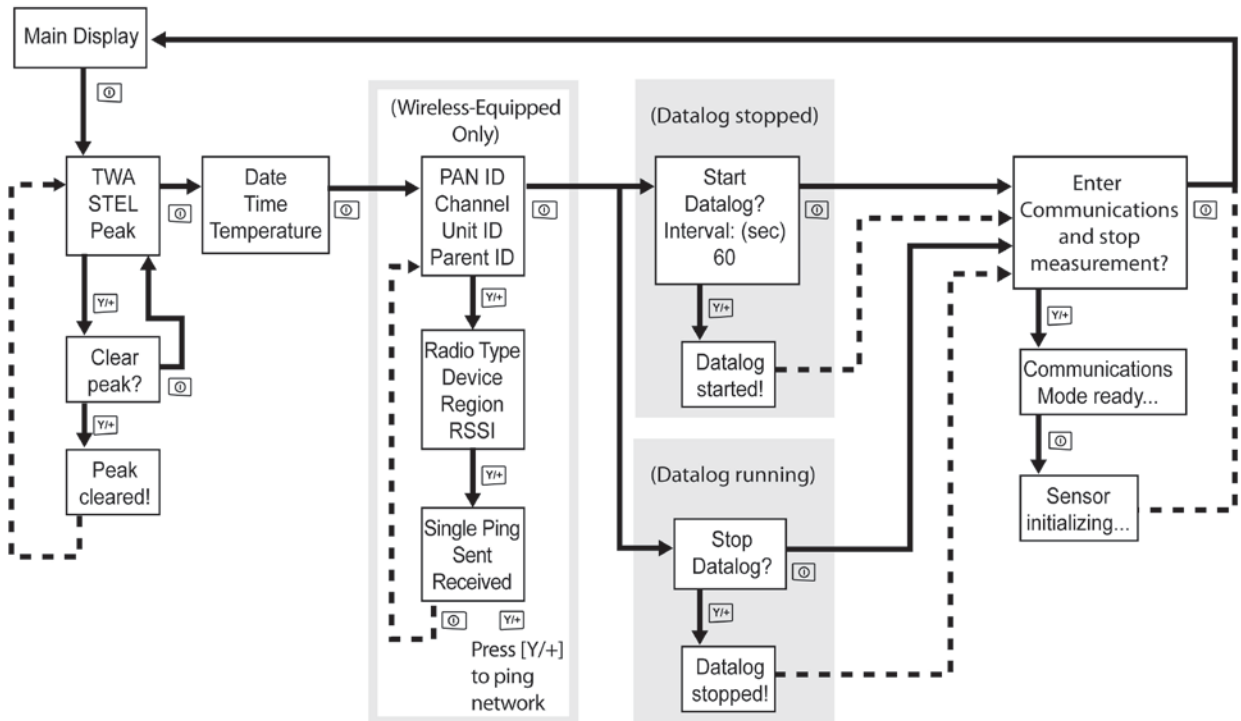 Main Display
TWA
STEL
Peak
Y/+
Clear
peak?
Y/+
Peak
cleared!
Date
Time
Temperature
(Wireless-Equipped
Only)
PAN ID
Channel
Unit ID
Parent ID
Y/+
Radio Type
Device
Region
RSSI
Y/+
Single Ping
Sent
Received
Y/+
Press [Y/+]
to ping
network
(Datalog stopped)
Start
Datalog?
Interval: (sec)
60
Y/+
Datalog
started!
(Datalog running)
Stop
Datalog?
Y/+
Datalog
stopped!
Enter
Communications
and stop
measurement?
Y/+
Communications
Mode ready...
Sensor
initializing...